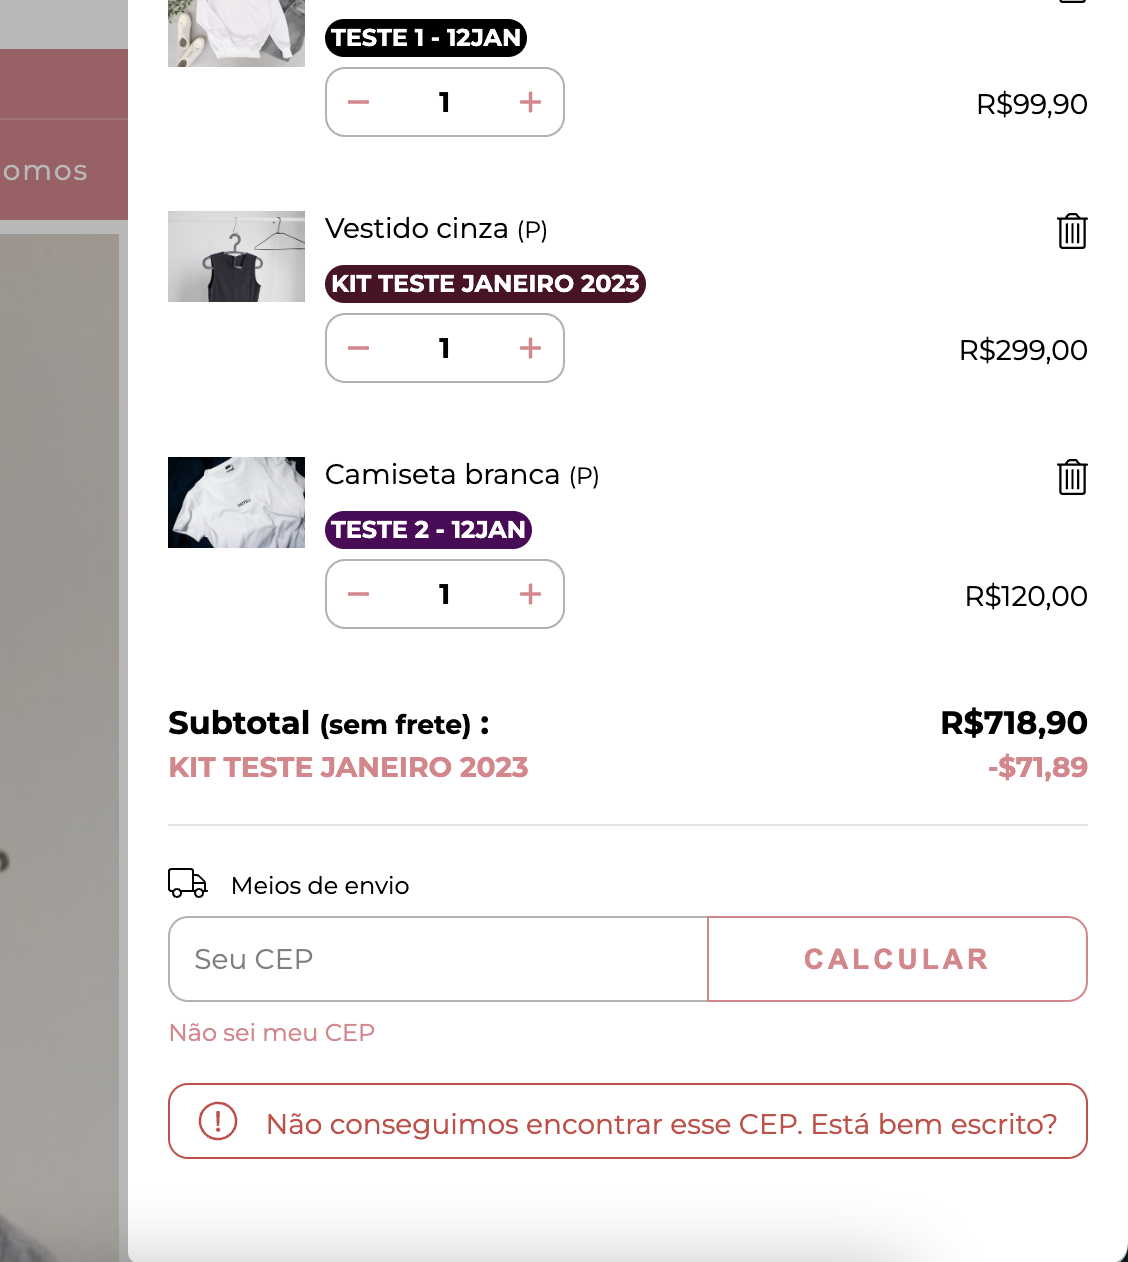 TESTE 1 - 12JAN
1
R$99,90
omos
Vestido cinza (P)
KIT TESTE JANEIRO 2023
1
R$299,00
Camiseta branca (P)
TESTE 2 - 12JAN
1
R$120,00
Subtotal (sem frete) : R$718,90
KIT TESTE JANEIRO 2023 -$71,89
Meios de envio
Seu CEP CALCULAR
Não sei meu CEP
Não conseguimos encontrar esse CEP. Está bem escrito?